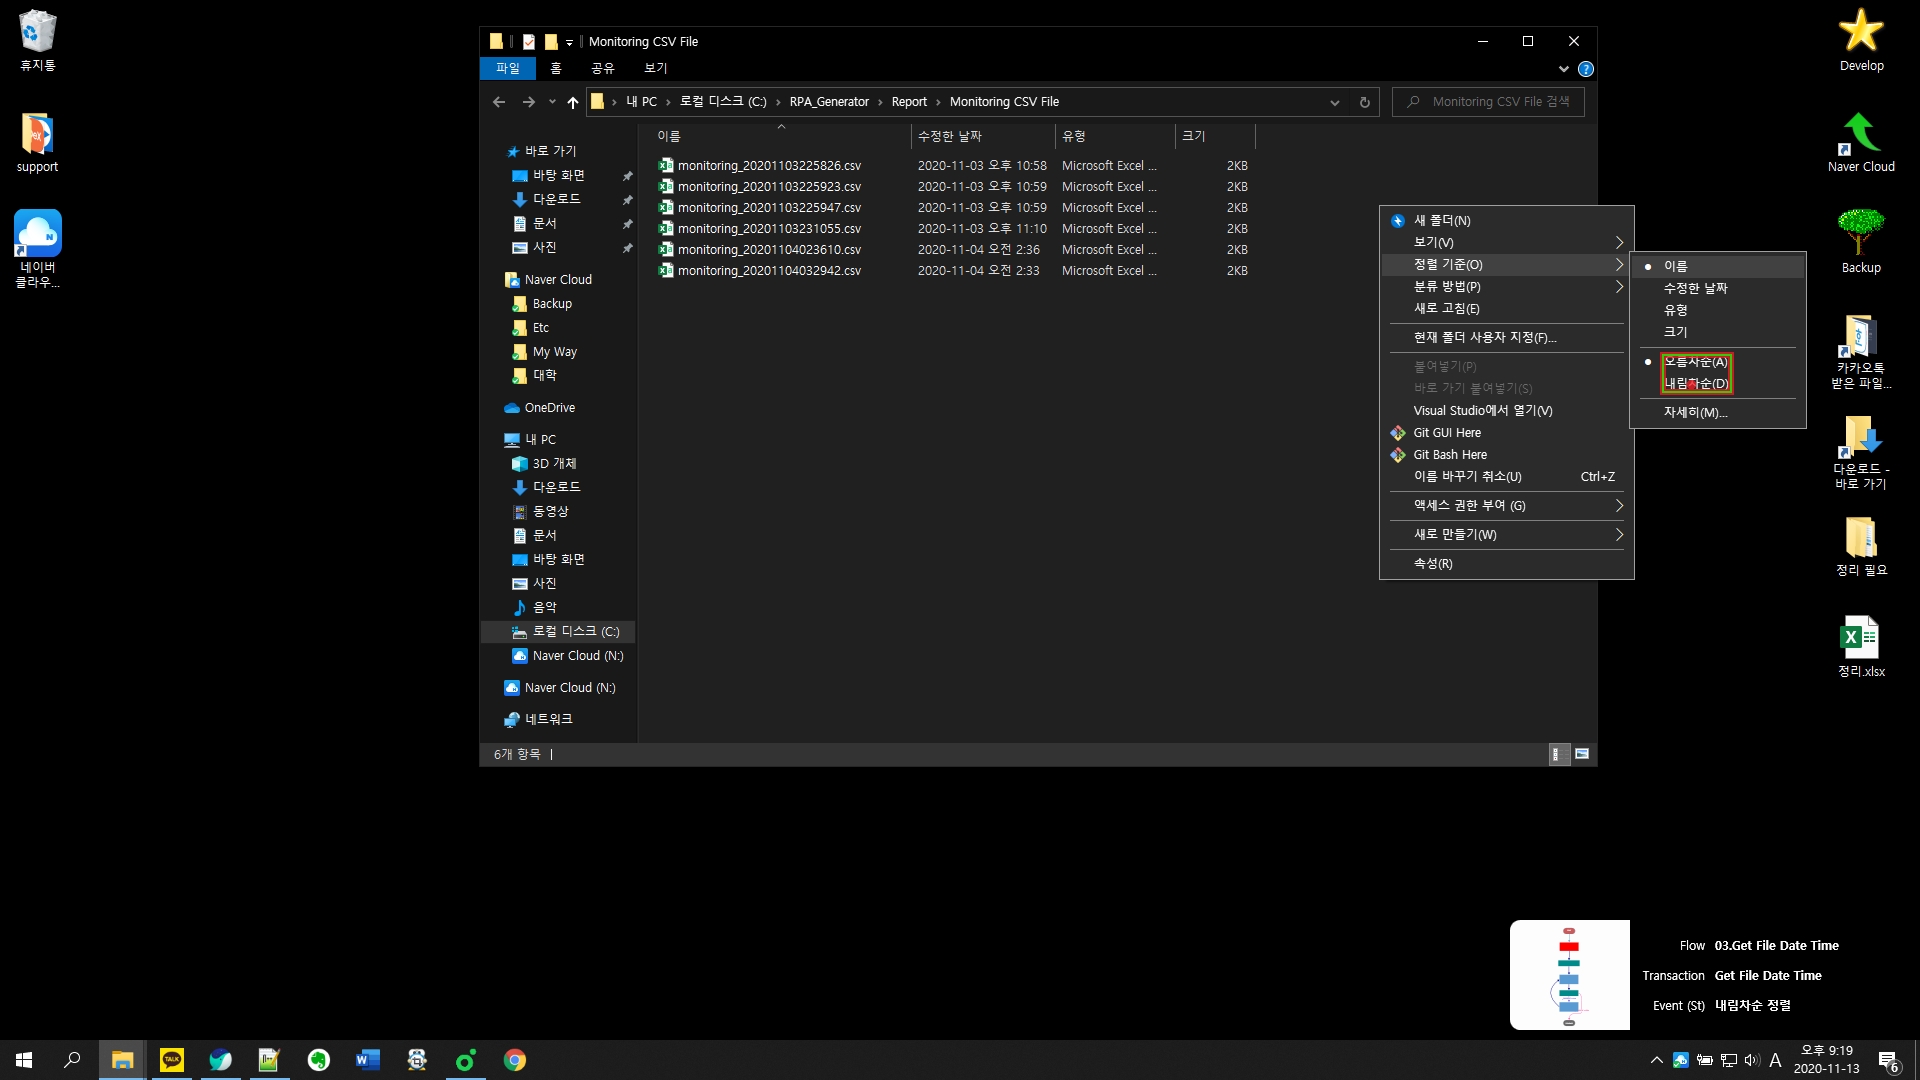 휴지통
support
네이버
클라우...
Monitoring CSV File
파일 홈 공유 보기
내 PC 로컬 디스크 (C:) RPA_Generator Report Monitoring CSV File
Monitoring CSV File 검색
바로 가기
바탕 화면
다운로드
문서
사진
Naver Cloud
Backup
Etc
My Way
대학
OneDrive
내 PC
3D 개체
다운로드
동영상
문서
바탕 화면
사진
음악
로컬 디스크 (C:)
Naver Cloud (N:)
Naver Cloud (N:)
네트워크
이름 수정한 날짜 유형 크기
monitoring_20201103225826.csv 2020-11-03 오후 10:58 Microsoft Excel ... 2KB
monitoring_20201103225923.csv 2020-11-03 오후 10:59 Microsoft Excel ... 2KB
monitoring_20201103225947.csv 2020-11-03 오후 10:59 Microsoft Excel ... 2KB
monitoring_20201103231055.csv 2020-11-03 오후 11:10 Microsoft Excel ... 2KB
monitoring_20201104023610.csv 2020-11-04 오전 2:36 Microsoft Excel ... 2KB
monitoring_20201104032942.csv 2020-11-04 오전 2:33 Microsoft Excel ... 2KB
6개 항목
새 폴더(N)
보기(V)
정렬 기준(O)
분류 방법(P)
새로 고침(E)
현재 폴더 사용자 지정(F)...
붙여넣기(P)
바로 가기 붙여넣기(S)
Visual Studio에서 열기(V)
Git GUI Here
Git Bash Here
이름 바꾸기 취소(U) Ctrl+Z
액세스 권한 부여 (G)
새로 만들기(W)
속성(R)
이름
수정한 날짜
유형
크기
오름차순(A)
내림차순(D)
자세히(M)...
Develop
Naver Cloud
Backup
카카오톡
받은 파일...
다운로드 -
바로 가기
정리 필요
정리.xlsx
Flow 03.Get File Date Time
Transaction Get File Date Time
Event (St) 내림차순 정렬
TALK
A
오후 9:19
2020-11-13
6